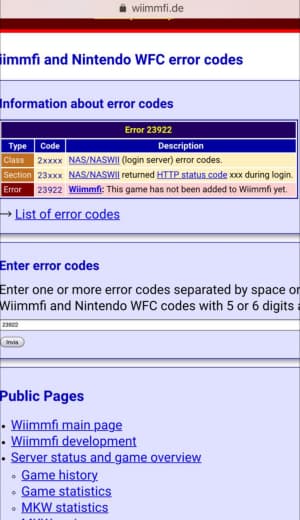 wiimmfi.de
iimmfi and Nintendo WFC error codes
Information about error codes
Error 23922
Type Code Description
Class 2xxxx NAS/NASWII (login server) error codes.
Section 23xxx NAS/NASWII returned HTTP status code xxx during login.
Error 23922 Wiimmfi: This game has not been added to Wiimmfi yet.
→ List of error codes
Enter error codes
Enter one or more error codes separated by space or
Wiimmfi and Nintendo WFC codes with 5 or 6 digits a
23922
Invia
Public Pages
• Wiimmfi main page
• Wiimmfi development
• Server status and game overview
○ Game history
○ Game statistics
○ MKW statistics